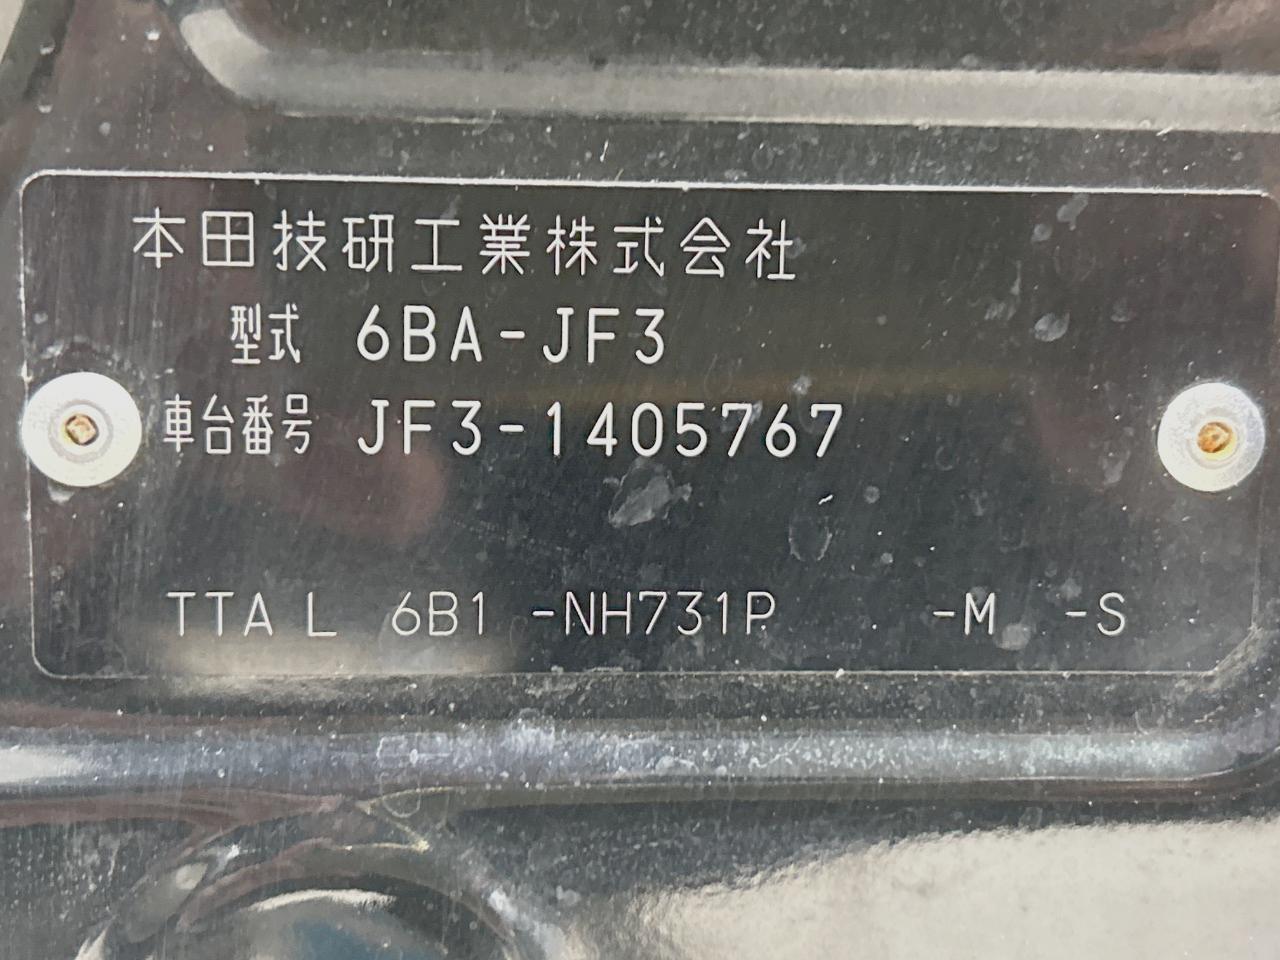 本田技研工業株式会社
型式 6BA-JF3
車台番号 JF3-1405767
TTA L 6B1 -NH731P -M -S